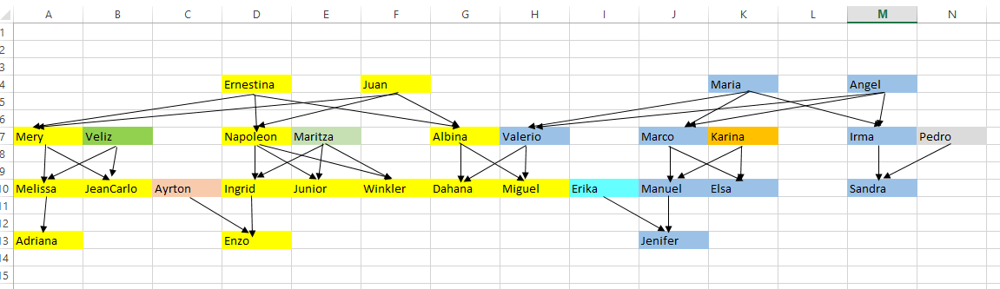 A B C D E F G H I J K L M N
1
2
3
4 Ernestina Juan Maria Angel
5
6
7 Mery Veliz Napoleon Maritza Albina Valerio Marco Karina Irma Pedro
8
9
10 Melissa JeanCarlo Ayrton Ingrid Junior Winkler Dahana Miguel Erika Manuel Elsa Sandra
11
12
13 Adriana Enzo Jenifer
14
15